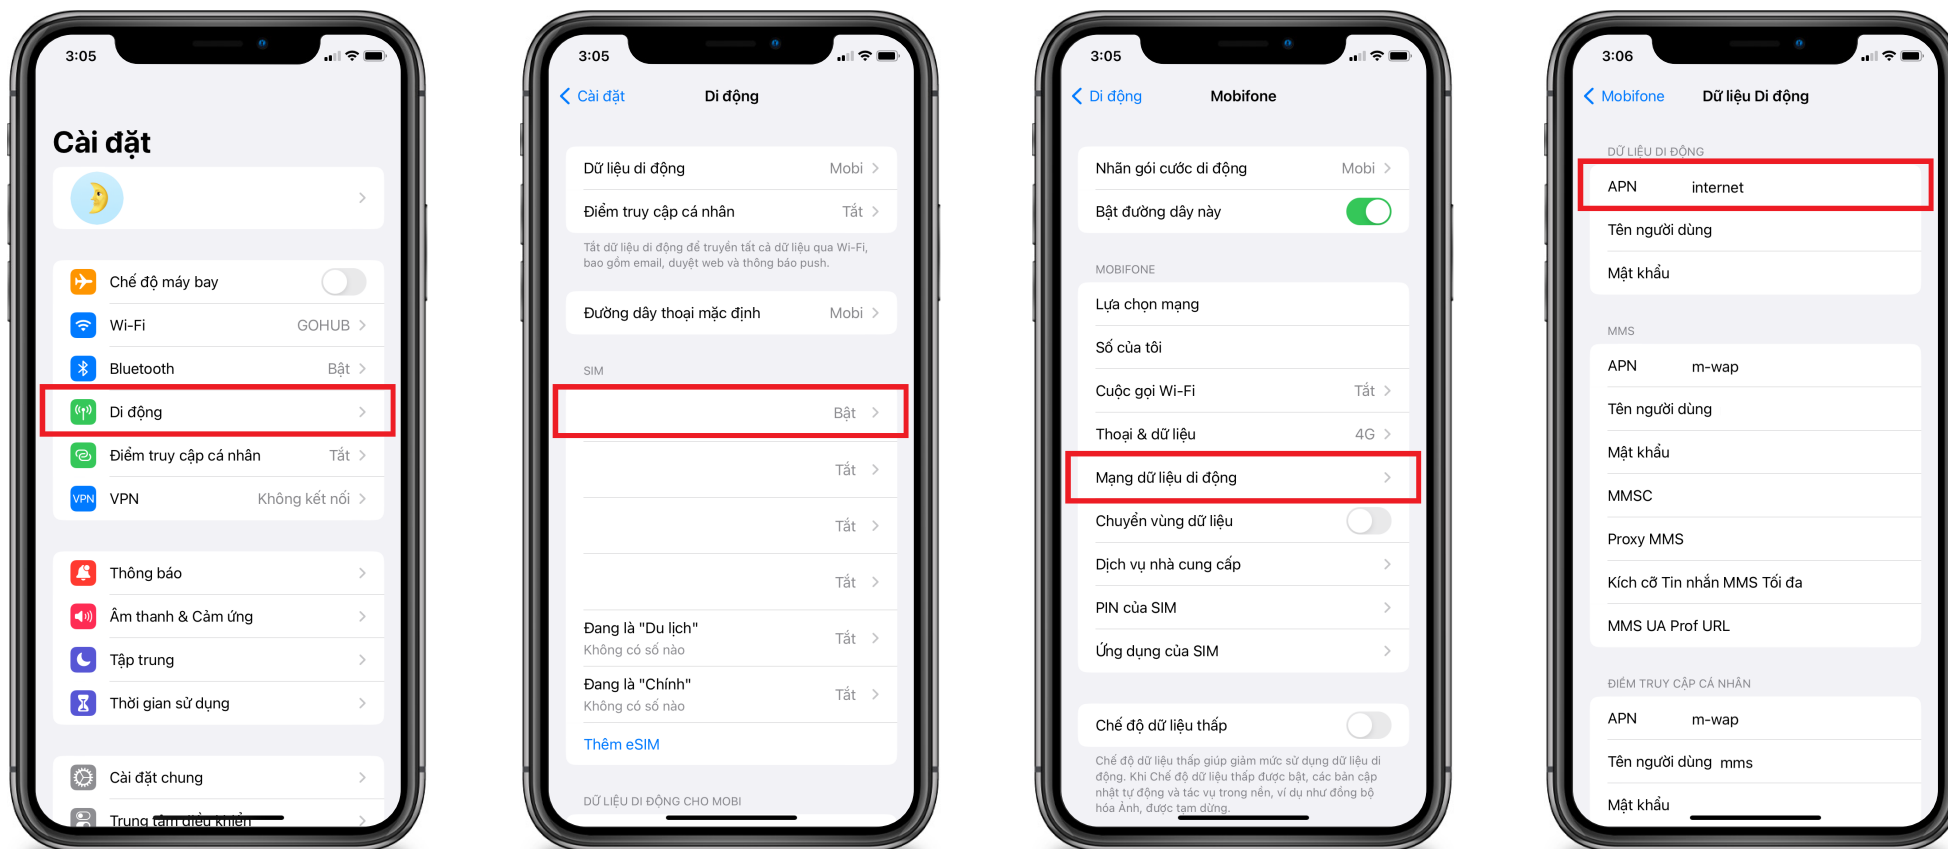 3:05
Cài đặt
Chế độ máy bay
Wi-Fi GOHUB
Bluetooth Bật
Di động
Điểm truy cập cá nhân Tắt
VPN VPN Không kết nối
Thông báo
Âm thanh & Cảm ứng
Tập trung
Thời gian sử dụng
Cài đặt chung
Trung tâm điều khiển
3:05
Cài đặt Di động
Dữ liệu di động Mobi
Điểm truy cập cá nhân Tắt
Tắt dữ liệu di động để truyền tất cả dữ liệu qua Wi-Fi,
bao gồm email, duyệt web và thông báo push.
Đường dây thoại mặc định Mobi
SIM
Bật
Tắt
Tắt
Tắt
Đang là "Du lịch" Tắt
Không có số nào
Đang là "Chính" Tắt
Không có số nào
Thêm eSIM
DỮ LIỆU DI ĐỘNG CHO MOBI
3:05
Di động Mobifone
Nhãn gói cước di động Mobi
Bật đường dây này
MOBIFONE
Lựa chọn mạng
Số của tôi
Cuộc gọi Wi-Fi Tắt
Thoại & dữ liệu 4G
Mạng dữ liệu di động
Chuyển vùng dữ liệu
Dịch vụ nhà cung cấp
PIN của SIM
Ứng dụng của SIM
Chế độ dữ liệu thấp
Chế độ dữ liệu thấp giúp giảm mức sử dụng dữ liệu di
động. Khi Chế độ dữ liệu thấp được bật, các bản cập
nhật tự động và tác vụ trong nền, ví dụ như đồng bộ
hóa Ảnh, được tạm dừng.
3:06
Mobifone Dữ liệu Di động
DỮ LIỆU DI ĐỘNG
APN internet
Tên người dùng
Mật khẩu
MMS
APN m-wap
Tên người dùng
Mật khẩu
MMSC
Proxy MMS
Kích cỡ Tin nhắn MMS Tối đa
MMS UA Prof URL
ĐIỂM TRUY CẬP CÁ NHÂN
APN m-wap
Tên người dùng mms
Mật khẩu